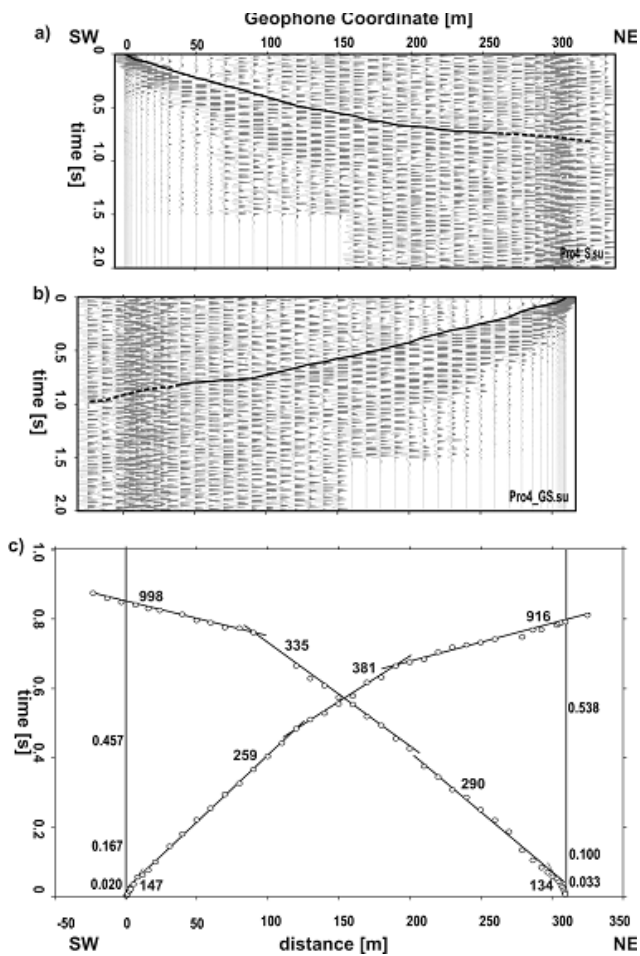 Geophone Coordinate [m]
a) SW NE
0 50 100 150 200 250 300
time [s]
0
0.5
1.0
1.5
2.0
Pro4_S.su
b)
time [s]
0
0.5
1.0
1.5
2.0
Pro4_GS.su
c)
time [s]
1.0
0.8
0.6
0.4
0.2
0
998
335
381
916
0.457
0.538
259
290
0.167
0.100
0.020
147
134
0.033
-50 0 50 100 150 200 250 300 350
SW distance [m] NE